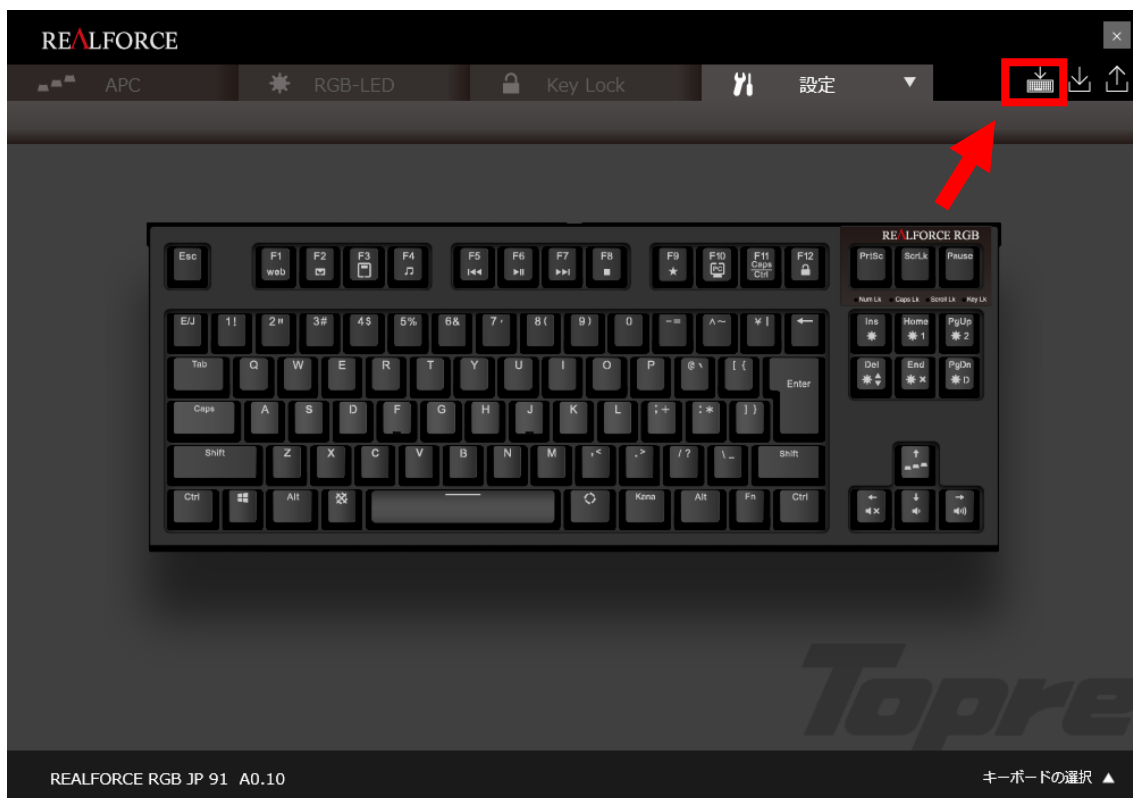 REALFORCE
×
APC RGB-LED Key Lock 設定 ▼
REALFORCE RGB
Esc F1 F2 F3 F4 F5 F6 F7 F8 F9 F10 F11 F12 PrtSc ScrLk Pause
web PC Caps
Ctrl
Num Lk Caps Lk Scroll Lk Key Lk
E/J 1! 2" 3# 4$ 5% 6& 7' 8( 9) 0 -= ^~ ¥| ← Ins Home PgUp
1 2
Tab Q W E R T Y U I O P @` [{ Enter Del End PgDn
× D
Caps A S D F G H J K L ;+ :* ]}
Shift Z X C V B N M ,< .> /? \_ Shift ↑
Ctrl Alt Kana Alt Fn Ctrl ← ↓ →
Topre
REALFORCE RGB JP 91 A0.10 キーボードの選択 ▲